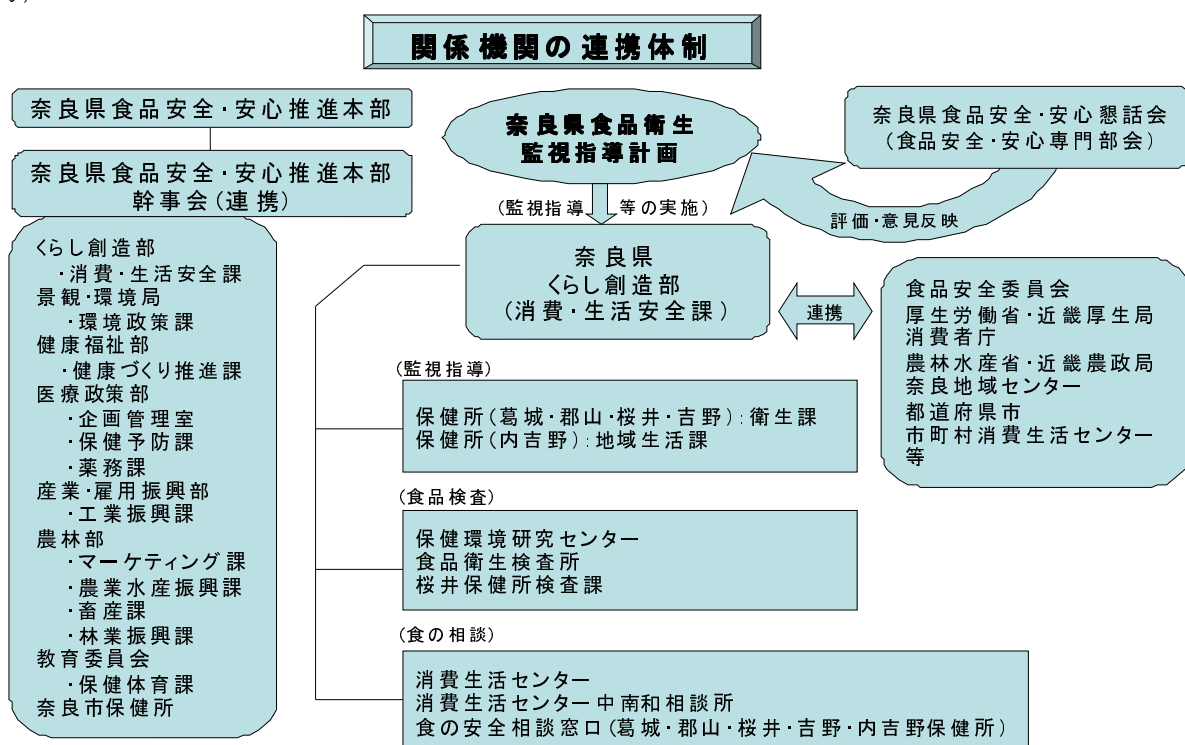 関係機関の連携体制
奈良県食品安全・安心推進本部
奈良県食品安全・安心推進本部
幹事会(連携)
くらし創造部
・消費・生活安全課
景観・環境局
・環境政策課
健康福祉部
・健康づくり推進課
医療政策部
・企画管理室
・保健予防課
・薬務課
産業・雇用振興部
・工業振興課
農林部
・マーケティング課
・農業水産振興課
・畜産課
・林業振興課
教育委員会
・保健体育課
奈良市保健所
奈良県食品衛生
監視指導計画
(監視指導 等の実施)
奈良県
くらし創造部
(消費・生活安全課)
奈良県食品安全・安心懇話会
(食品安全・安心専門部会)
評価・意見反映
連携
食品安全委員会
厚生労働省・近畿厚生局
消費者庁
農林水産省・近畿農政局
奈良地域センター
都道府県市
市町村消費生活センター
等
(監視指導)
保健所(葛城・郡山・桜井・吉野):衛生課
保健所(内吉野):地域生活課
(食品検査)
保健環境研究センター
食品衛生検査所
桜井保健所検査課
(食の相談)
消費生活センター
消費生活センター中南和相談所
食の安全相談窓口(葛城・郡山・桜井・吉野・内吉野保健所)